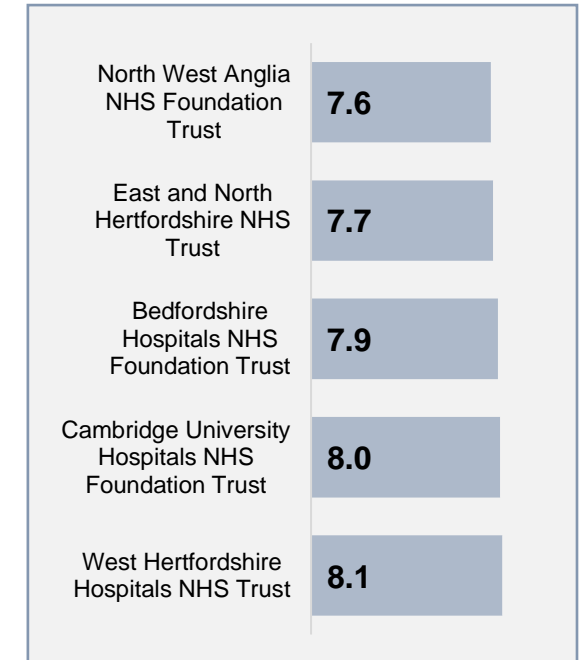 North West Anglia
NHS Foundation
Trust
7.6
East and North
Hertfordshire NHS
Trust
7.7
Bedfordshire
Hospitals NHS
Foundation Trust
7.9
Cambridge University
Hospitals NHS
Foundation Trust
8.0
West Hertfordshire
Hospitals NHS Trust
8.1